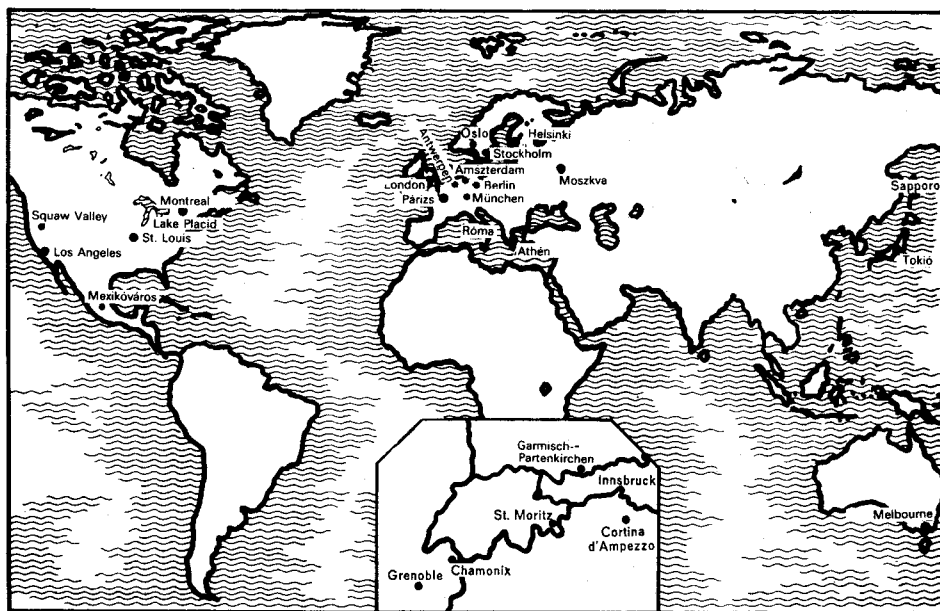 Oslo
Helsinki
Stockholm
Antwerpen
Amszterdam
Moszkva
London
Berlin
Párizs
München
Sapporo
Montreal
Squaw Valley
Lake Placid
St. Louis
Róma
Los Angeles
Athén
Tokió
Mexikóváros
Garmisch--
Partenkirchen
Innsbruck
St. Moritz
Melbourne
Cortina
d'Ampezzo
Chamonix
Grenoble